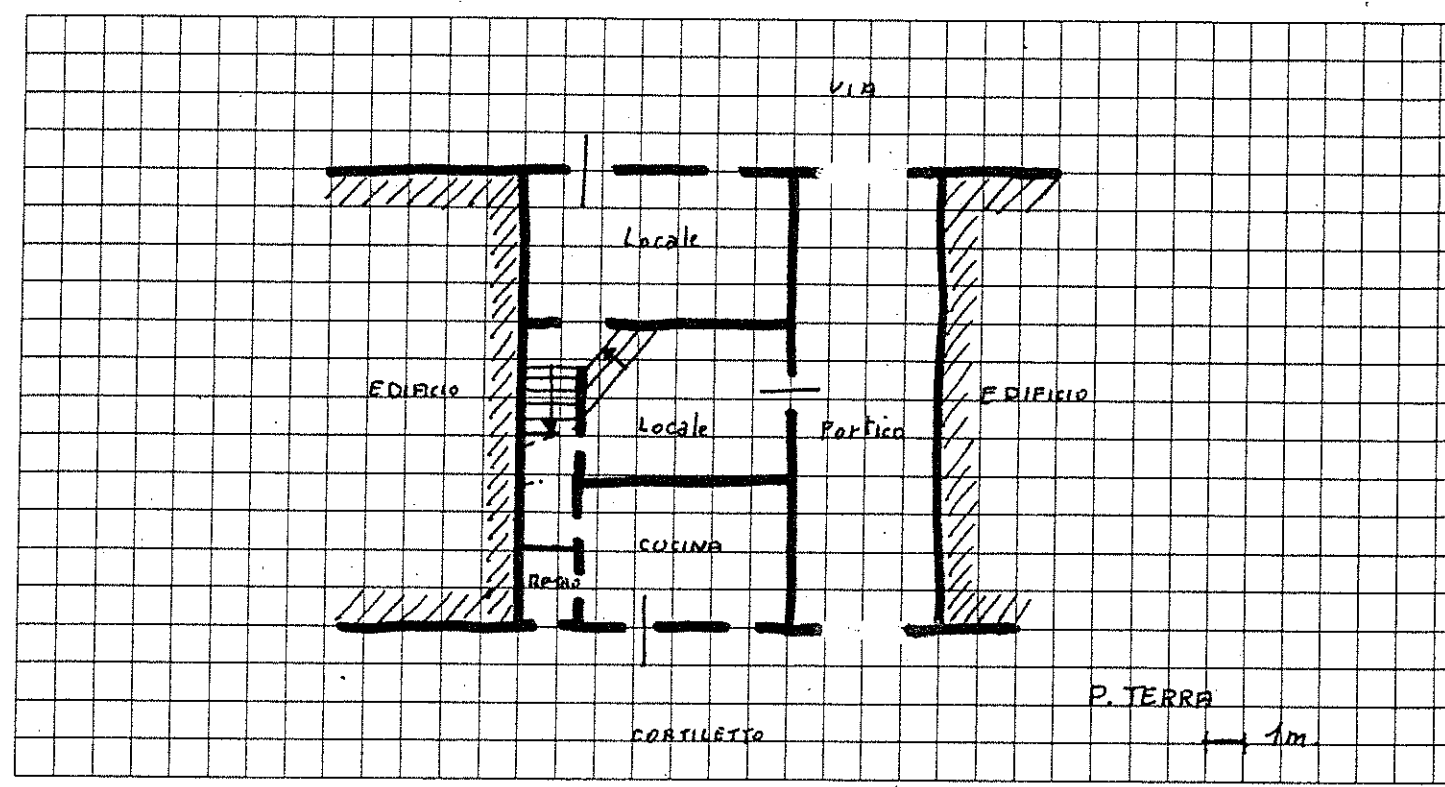 VIA
Locale
EDIFICIO
EDIFICIO
Locale
Portico
CUCINA
P. TERRA
CORTILETTO
1m.